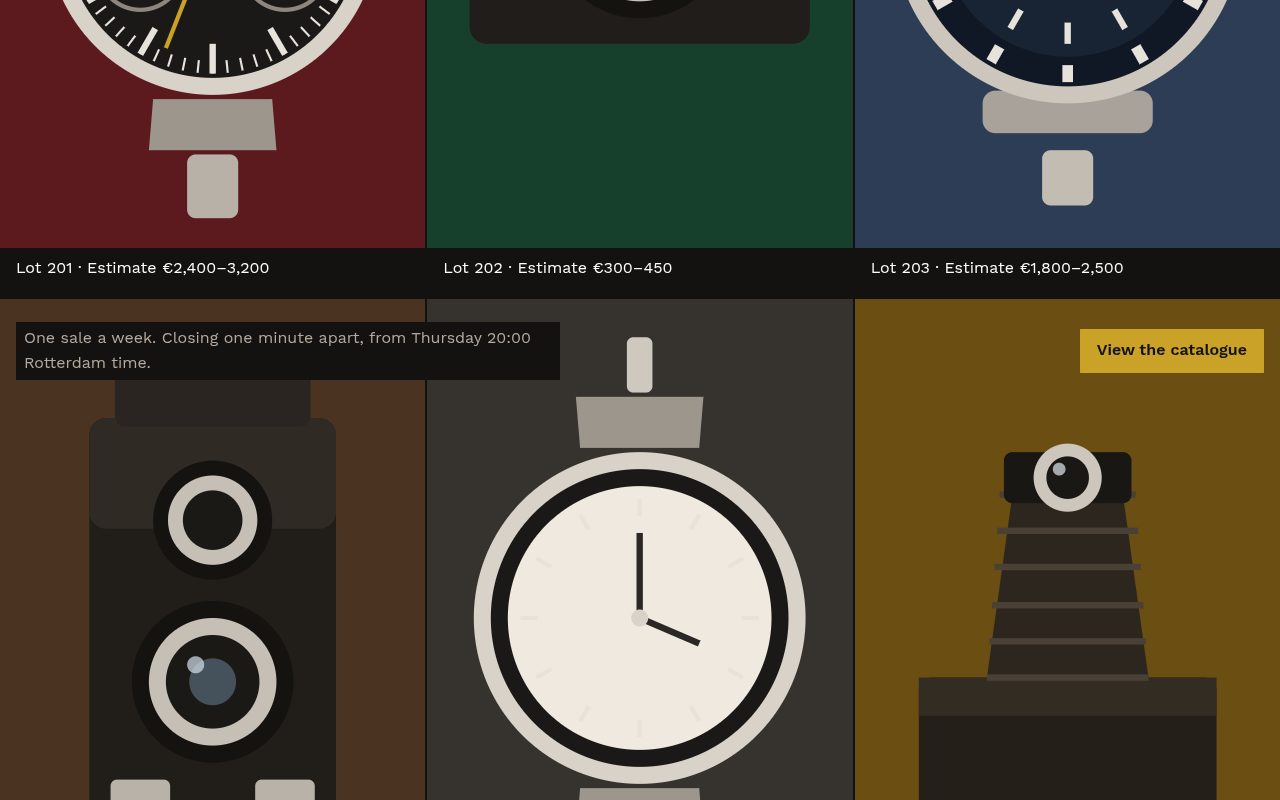 Lot 201 · Estimate €2,400–3,200
Lot 202 · Estimate €300–450
Lot 203 · Estimate €1,800–2,500
One sale a week. Closing one minute apart, from Thursday 20:00
Rotterdam time.
View the catalogue